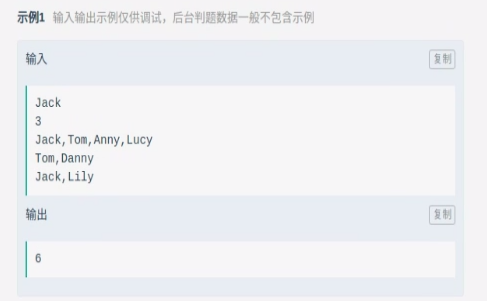 示例1 输入输出示例仅供调试，后台判题数据一般不包含示例
输入
复制
Jack
3
Jack,Tom,Anny,Lucy
Tom,Danny
Jack,Lily
输出
复制
6